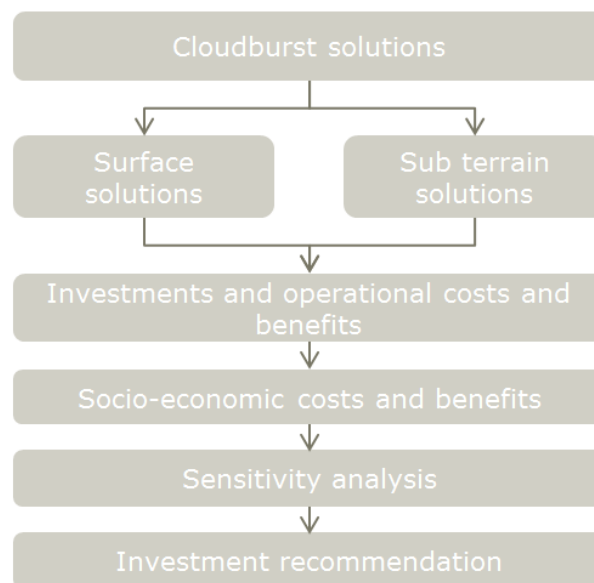 Cloudburst solutions
Surface
solutions
Sub terrain
solutions
Investments and operational costs and
benefits
Socio-economic costs and benefits
Sensitivity analysis
Investment recommendation